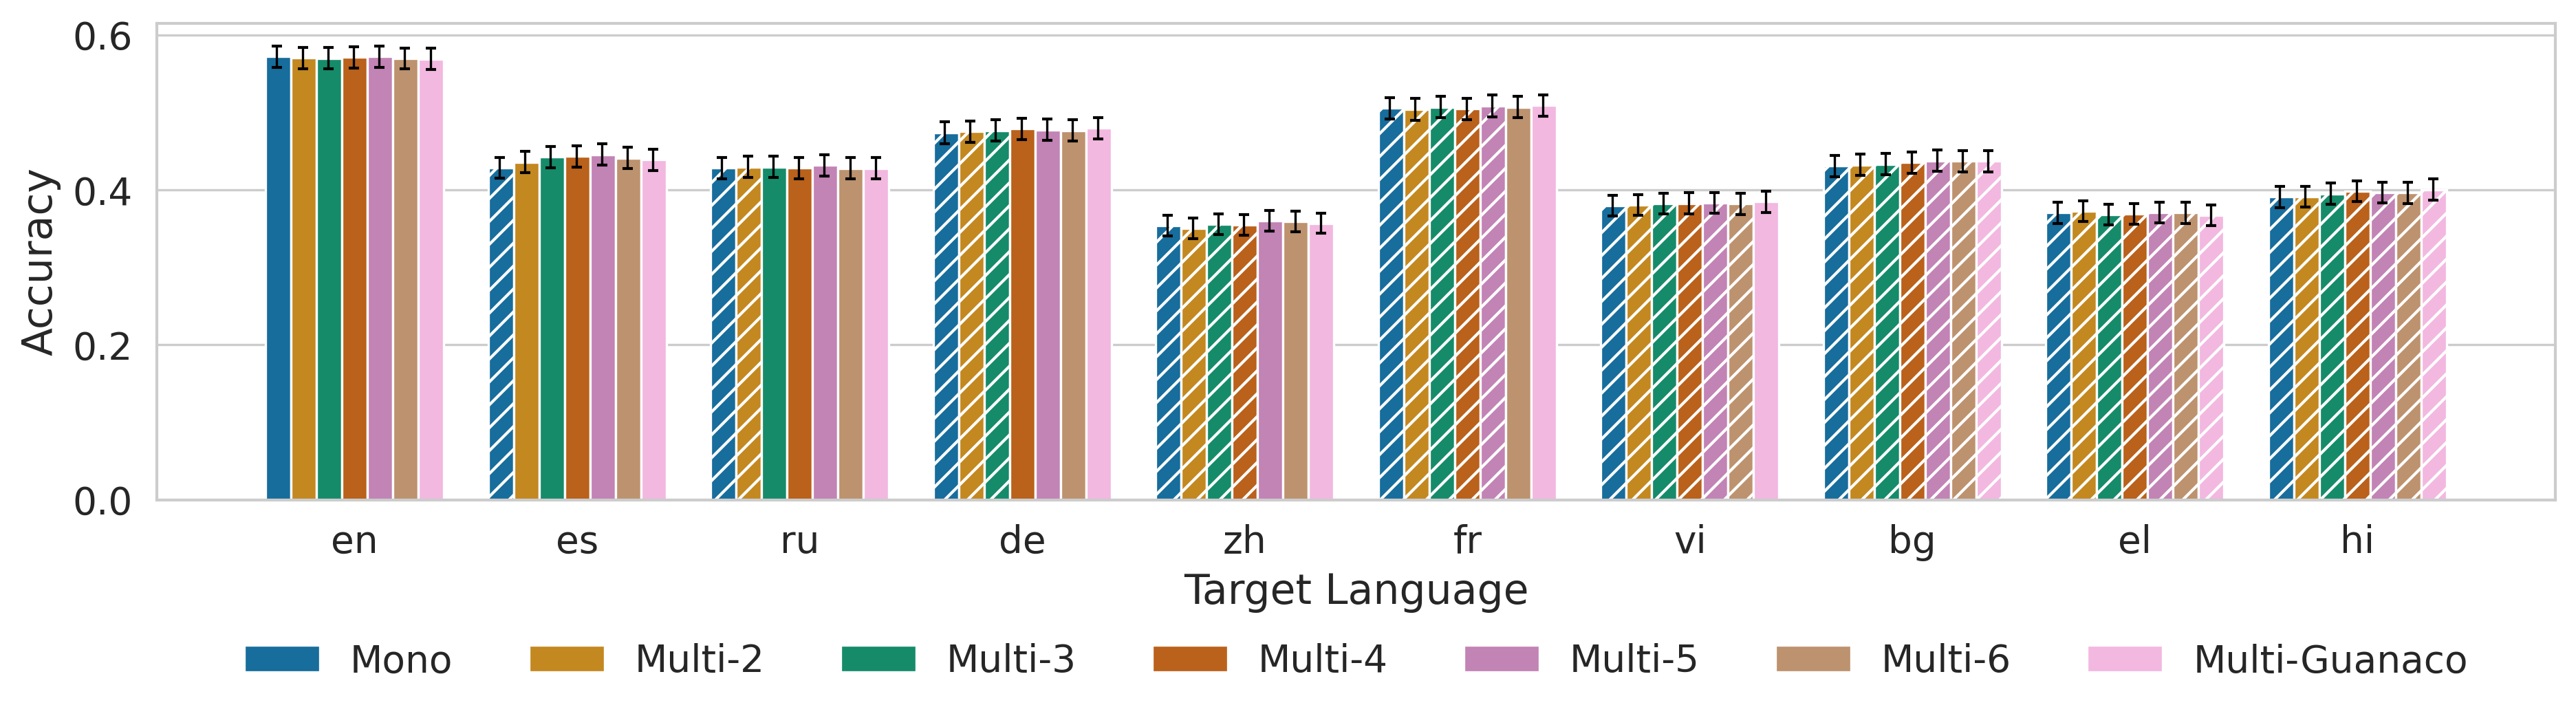 0.6
0.4
0.2
0.0
Accuracy
en es ru de zh fr vi bg el hi
Target Language
Mono Multi-2 Multi-3 Multi-4 Multi-5 Multi-6 Multi-Guanaco